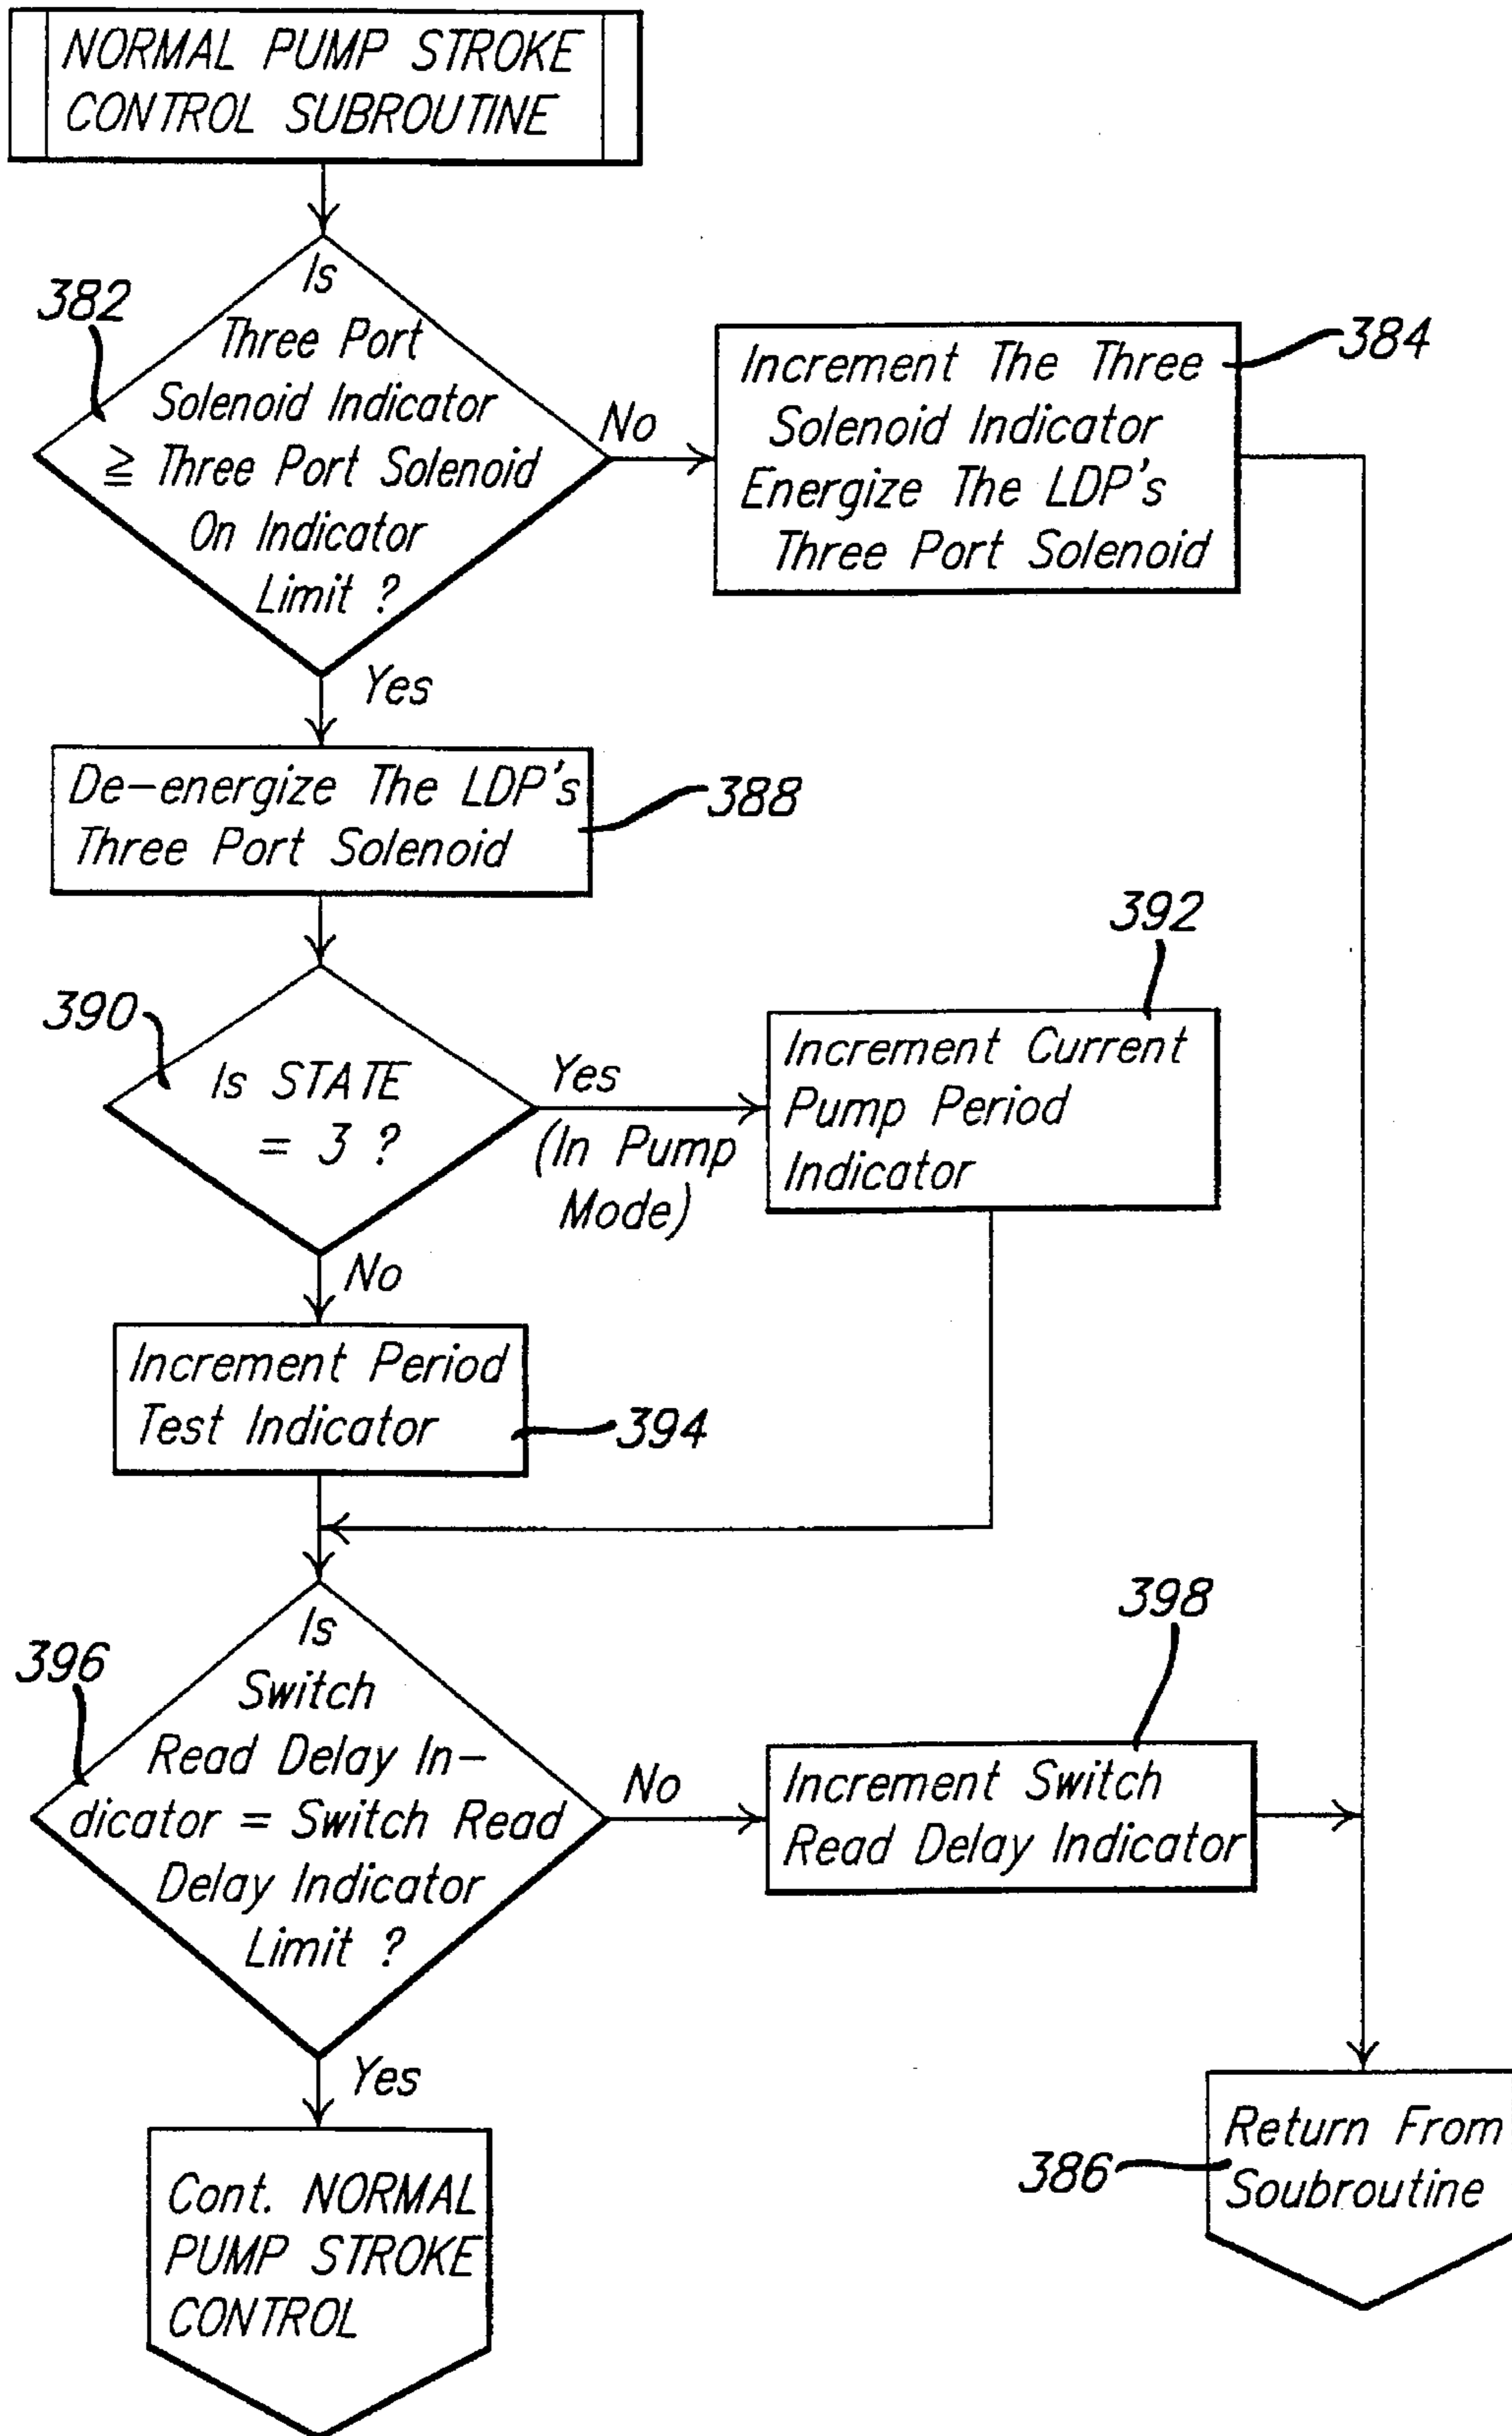 NORMAL PUMP STROKE
CONTROL SUBROUTINE
382
Is
Three Port
Solenoid Indicator
≧ Three Port Solenoid
On Indicator
Limit ?
No
Increment The Three
Solenoid Indicator
Energize The LDP's
Three Port Solenoid
384
Yes
De-energize The LDP's
Three Port Solenoid
388
390
Is STATE
= 3 ?
Yes
(In Pump
Mode)
392
Increment Current
Pump Period
Indicator
No
Increment Period
Test Indicator
394
396
Is
Switch
Read Delay In-
dicator = Switch Read
Delay Indicator
Limit ?
No
398
Increment Switch
Read Delay Indicator
Yes
Cont. NORMAL
PUMP STROKE
CONTROL
386
Return From
Soubroutine